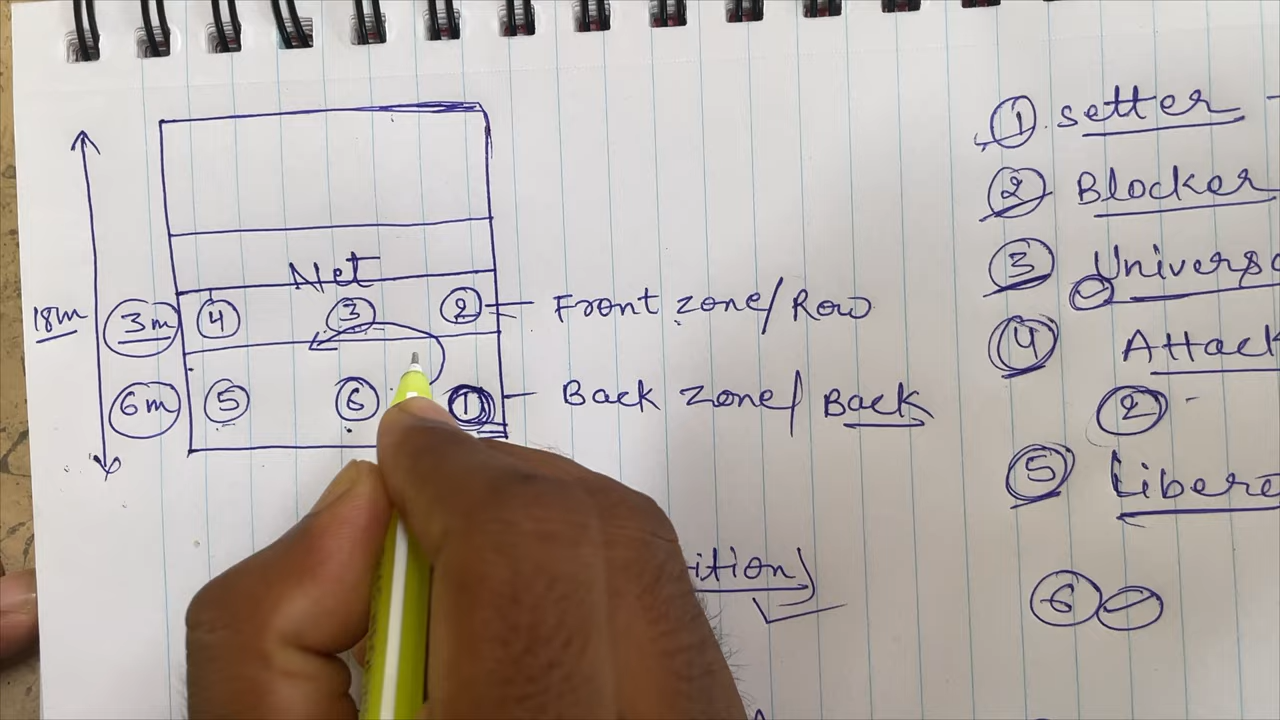 Net
18m
3m 4 3 2 Front zone/Row
6m 5 6 1 Back zone/Back
ition)
1 setter
2 Blocker
3 Universa
4 Attack
2
5 Libero
6